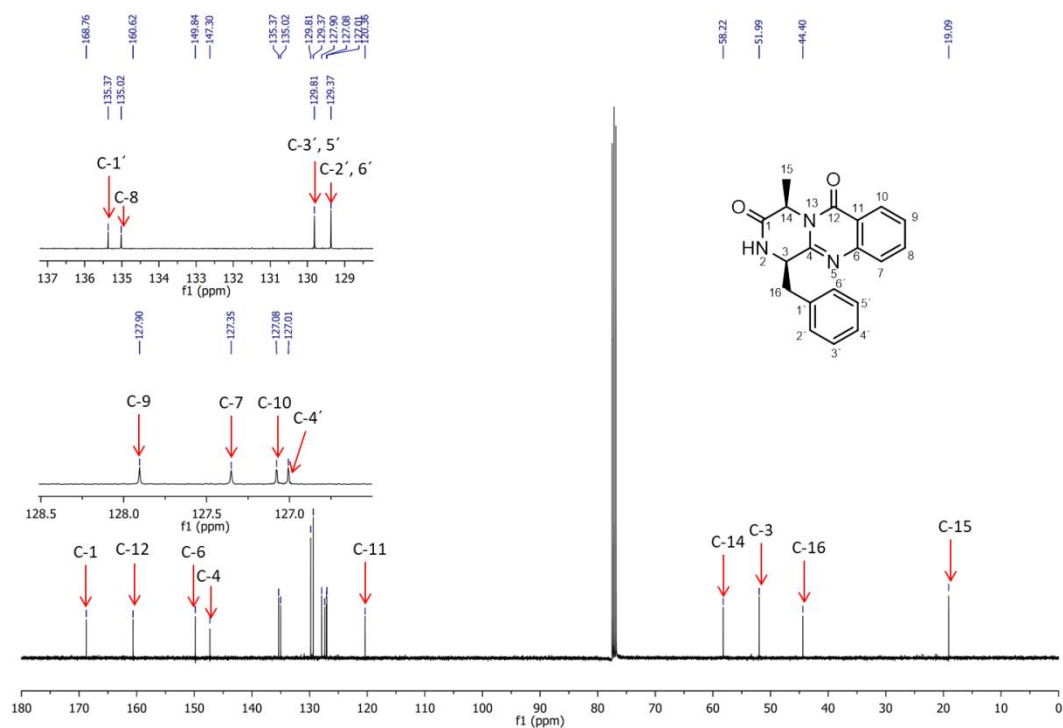 168.76
160.62
149.84
147.30
135.37
135.02
129.81
129.37
127.90
127.08
127.01
120.36
58.22
51.99
44.40
19.09
135.37
135.02
129.81
129.37
C-1´
C-8
C-3´, 5´
C-2´, 6´
137 136 135 134 133 132 131 130 129
f1 (ppm)
15
O
10
13
11
9
O
14
N
12
1
8
HN
3
4
6
2
N
7
5
16
6´
1´
5´
2´
4´
3´
127.90
127.35
127.08
127.01
C-9
C-7
C-10
C-4´
128.5 128.0 127.5 127.0
f1 (ppm)
C-1
C-12
C-6
C-4
C-11
C-14
C-3
C-16
C-15
180 170 160 150 140 130 120 110 100 90 80 70 60 50 40 30 20 10 0
f1 (ppm)